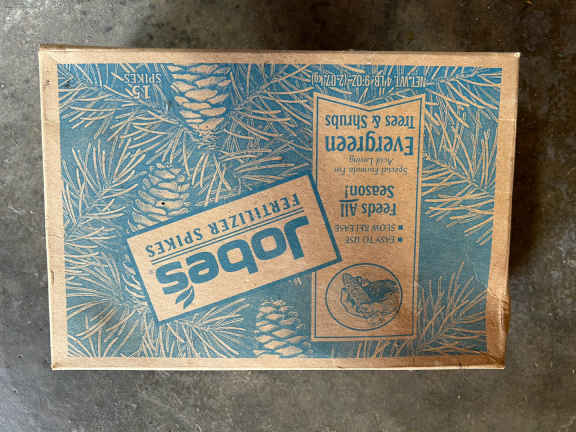 Jobe's®
FERTILIZER SPIKES
■ EASY TO USE
■ SLOW RELEASE
Feeds All
Season!
Special Formula For
Acid Loving
Evergreen
Trees & Shrubs
NET WT. 4 LB 9 OZ (2.07 kg)
15
SPIKES